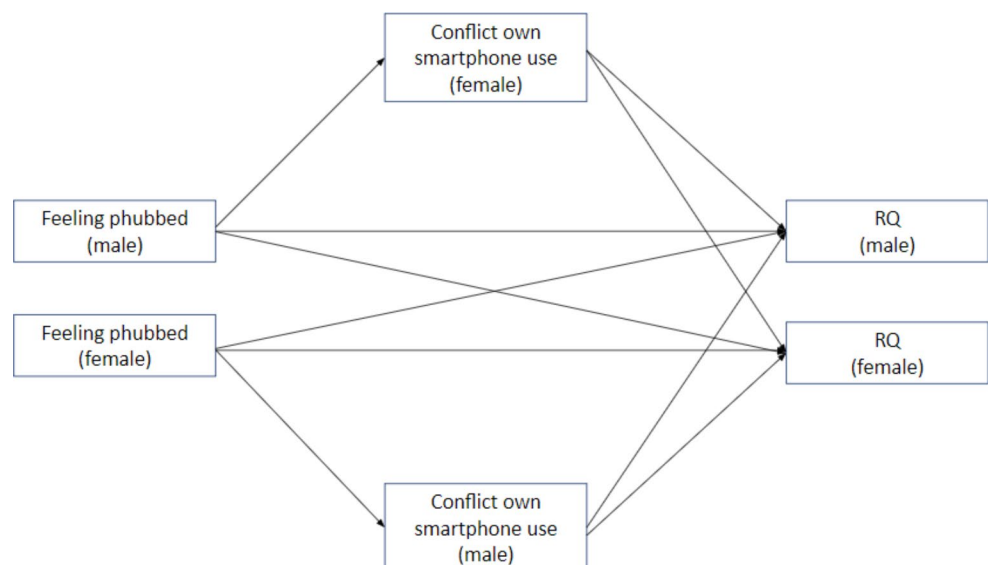 Conflict own
smartphone use
(female)
Feeling phubbed
(male)
RQ
(male)
Feeling phubbed
(female)
RQ
(female)
Conflict own
smartphone use
(male)